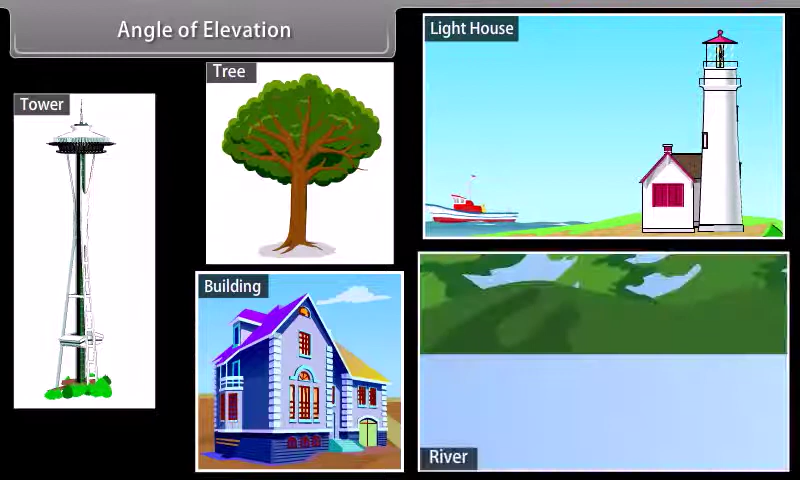 Angle of Elevation
Tower
Tree
Light House
Building
River